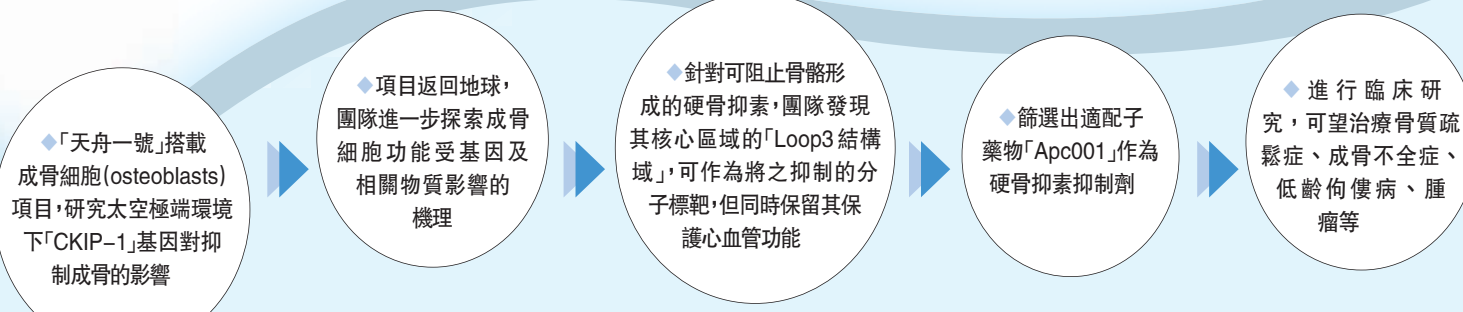 ◆「天舟一號」搭載
成骨細胞(osteoblasts)
項目，研究太空極端環境
下「CKIP–1」基因對抑
制成骨的影響
◆項目返回地球，
團隊進一步探索成骨
細胞功能受基因及
相關物質影響的
機理
◆針對可阻止骨骼形
成的硬骨抑素，團隊發現
其核心區域的「Loop3 結構
域」，可作為將之抑制的分
子標靶，但同時保留其保
護心血管功能
◆篩選出適配子
藥物「Apc001」作為
硬骨抑素抑制劑
◆進行臨床研
究，可望治療骨質疏
鬆症、成骨不全症、
低齡佝僂病、腫
瘤等